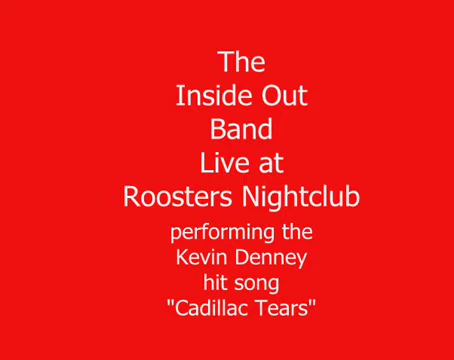 The
Inside Out
Band
Live at
Roosters Nightclub
performing the
Kevin Denney
hit song
"Cadillac Tears"